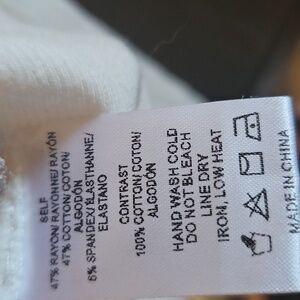 SELF
47% RAYON/ RAYONNE/ RAYÓN
47% COTTON/ COTON/
ALGODÓN
6% SPANDEX/ ÉLASTHANNE/
ELASTANO
CONTRAST
100% COTTON/ COTON/
ALGODÓN
HAND WASH COLD
DO NOT BLEACH
LINE DRY
IRON, LOW HEAT
MADE IN CHINA